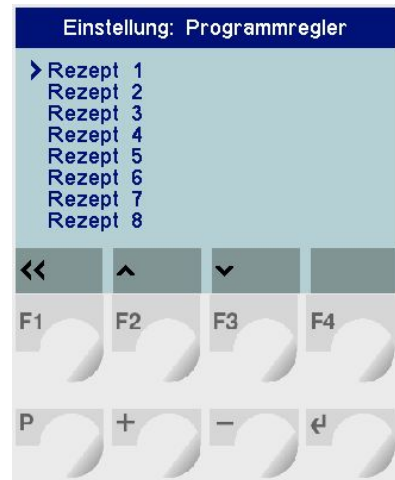 Einstellung: Programmregler
Rezept 1
Rezept 2
Rezept 3
Rezept 4
Rezept 5
Rezept 6
Rezept 7
Rezept 8
F1 F2 F3 F4
P + −